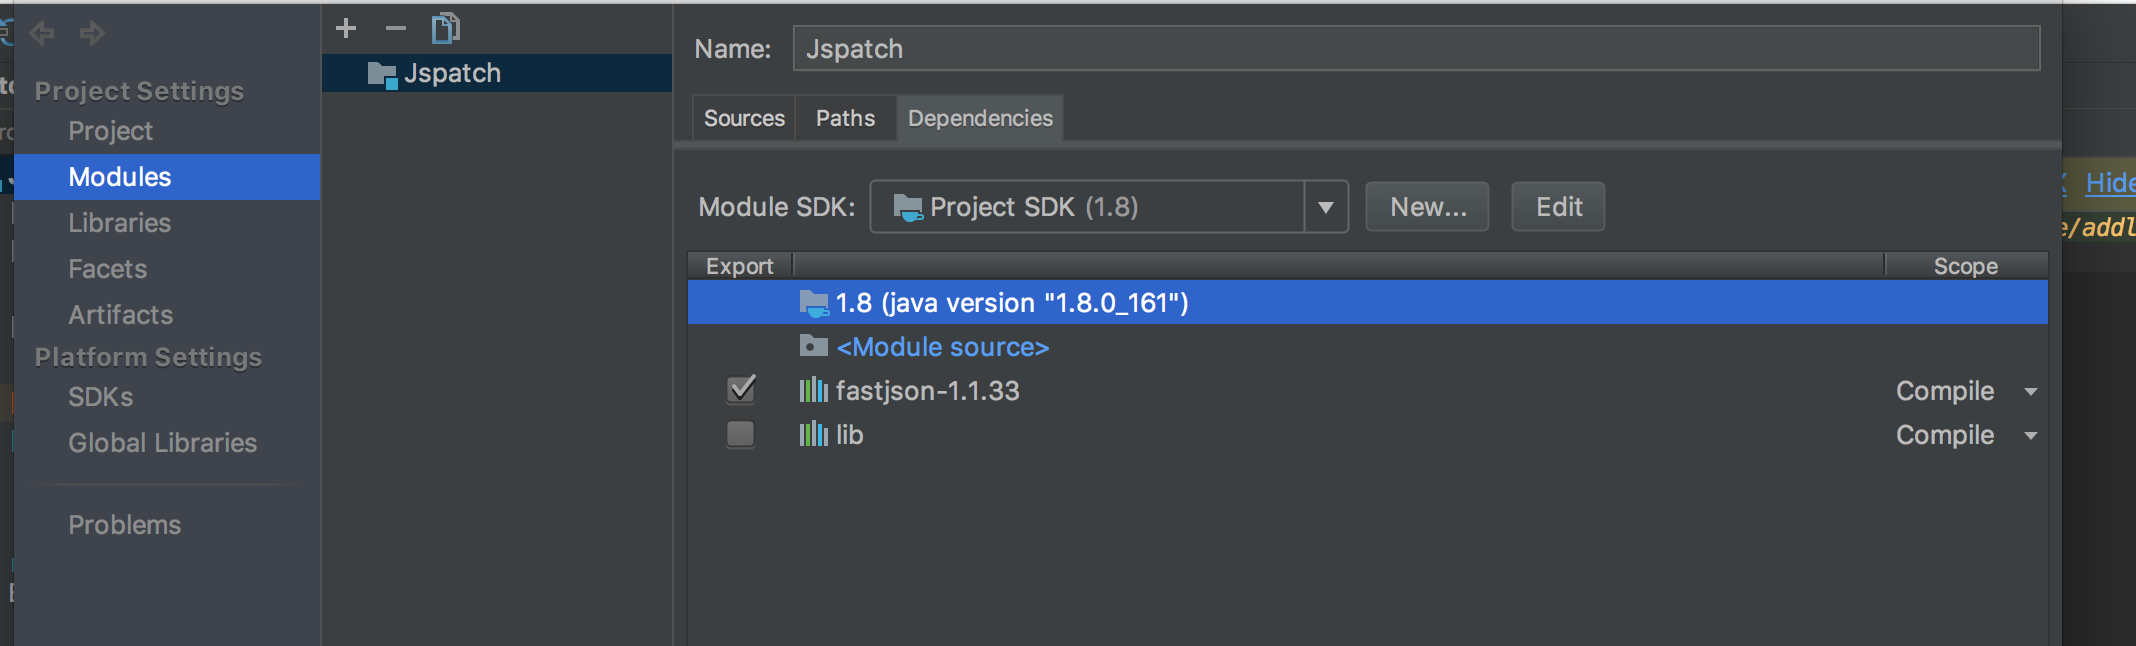 Project Settings
Project
Modules
Libraries
Facets
Artifacts
Platform Settings
SDKs
Global Libraries
Problems
Jspatch
Name: Jspatch
Sources Paths Dependencies
Module SDK: Project SDK (1.8) New... Edit
Export Scope
1.8 (java version "1.8.0_161")
<Module source>
fastjson-1.1.33 Compile
lib Compile
Hide
e/addl